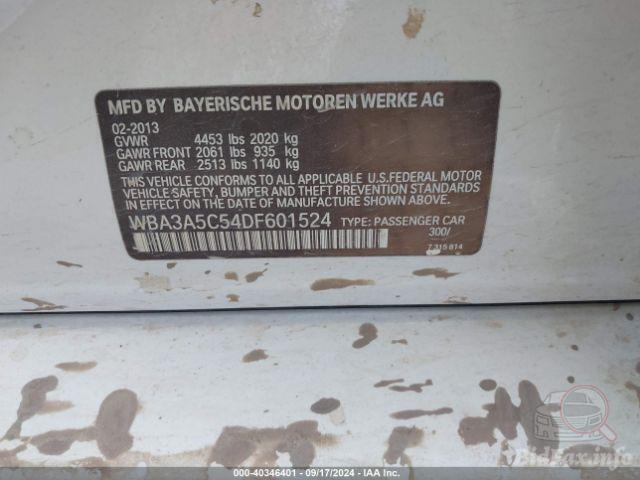 MFD BY BAYERISCHE MOTOREN WERKE AG
02-2013
GVWR 4453 lbs 2020 kg
GAWR FRONT 2061 lbs 935 kg
GAWR REAR 2513 lbs 1140 kg
THIS VEHICLE CONFORMS TO ALL APPLICABLE U.S.FEDERAL MOTOR
VEHICLE SAFETY, BUMPER, AND THEFT PREVENTION STANDARDS
IN EFFECT ON THE DATE OF MANUFACTURE SHOWN ABOVE.
WBA3A5C54DF601524 TYPE: PASSENGER CAR
300/
7 315 814
000-40346401 - 09/17/2024 - IAA Inc.
BidFax.info